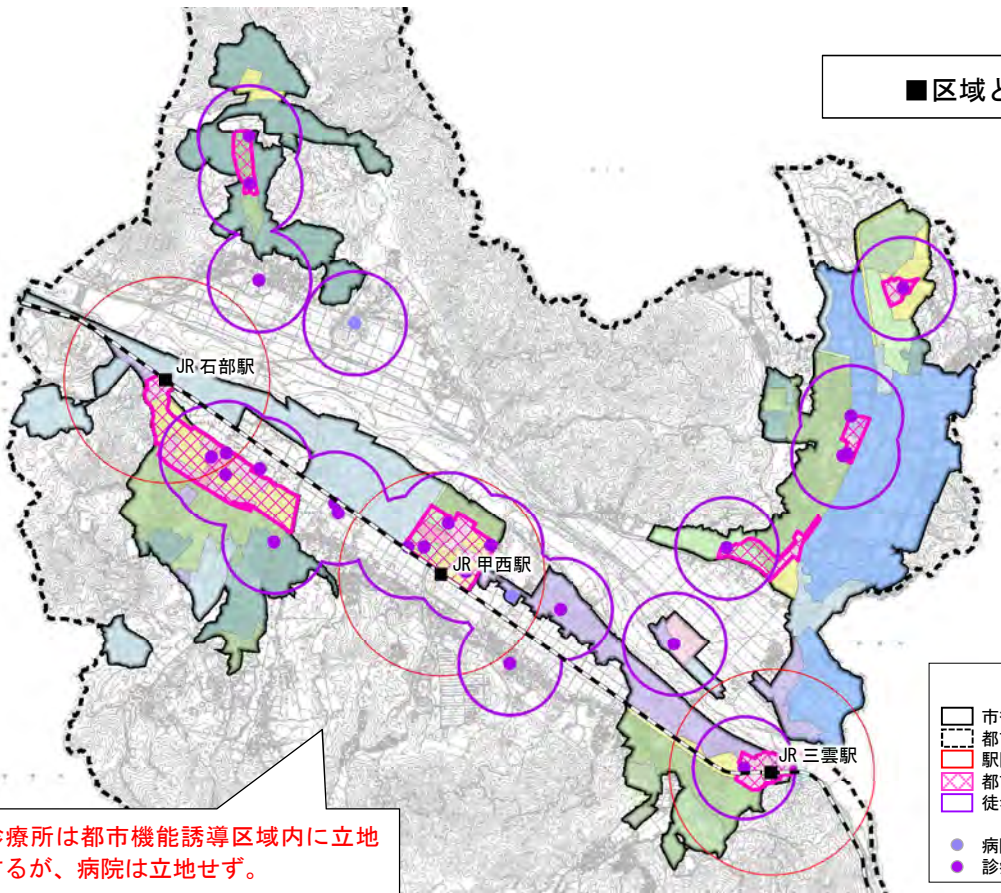 ■区域と
JR 石部駅
JR 甲西駅
JR 三雲駅
市
都
駅
都市
徒
病
診
療所は都市機能誘導区域内に立地
するが、病院は立地せず。